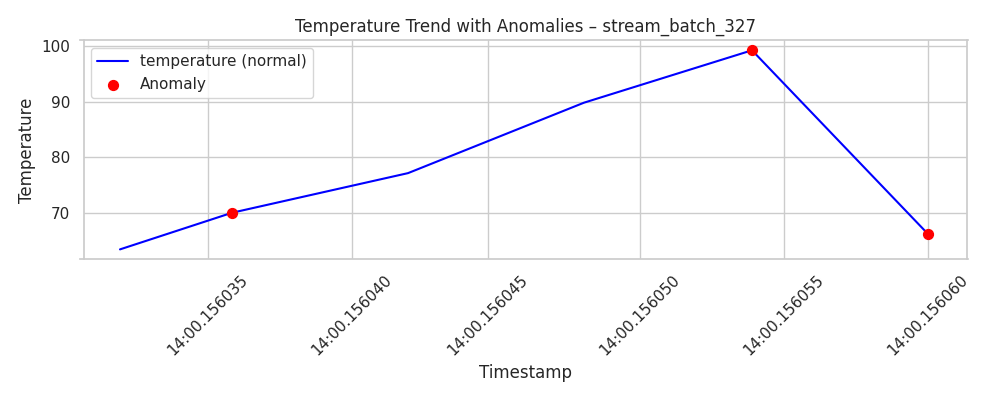 Temperature Trend with Anomalies – stream_batch_327
temperature (normal)
Anomaly
Temperature
100
90
80
70
14:00.156035
14:00.156040
14:00.156045
14:00.156050
14:00.156055
14:00.156060
Timestamp